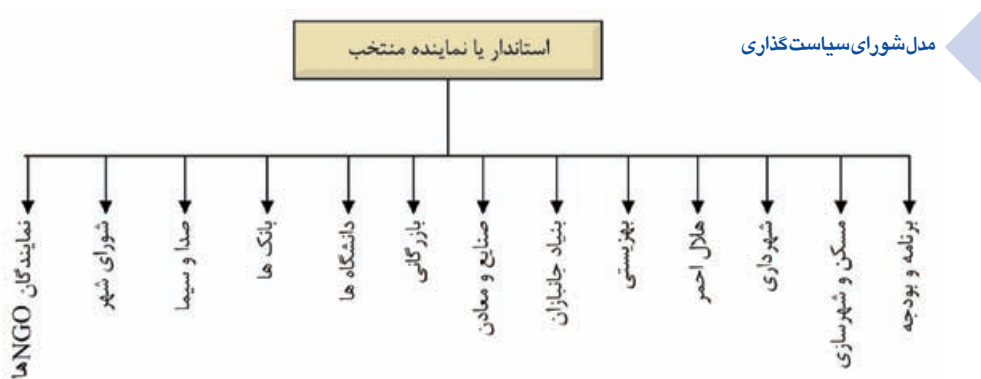 مدل شورای سیاست گذاری
استاندار یا نماینده منتخب
برنامه و بودجه
مسکن و شهرسازی
شهرداری
هلال احمر
بهزیستی
بنیاد جانبازان
صنایع و معادن
بازرگانی
دانشگاه ها
بانک ها
صدا و سیما
شورای شهر
نمایندگان NGOها